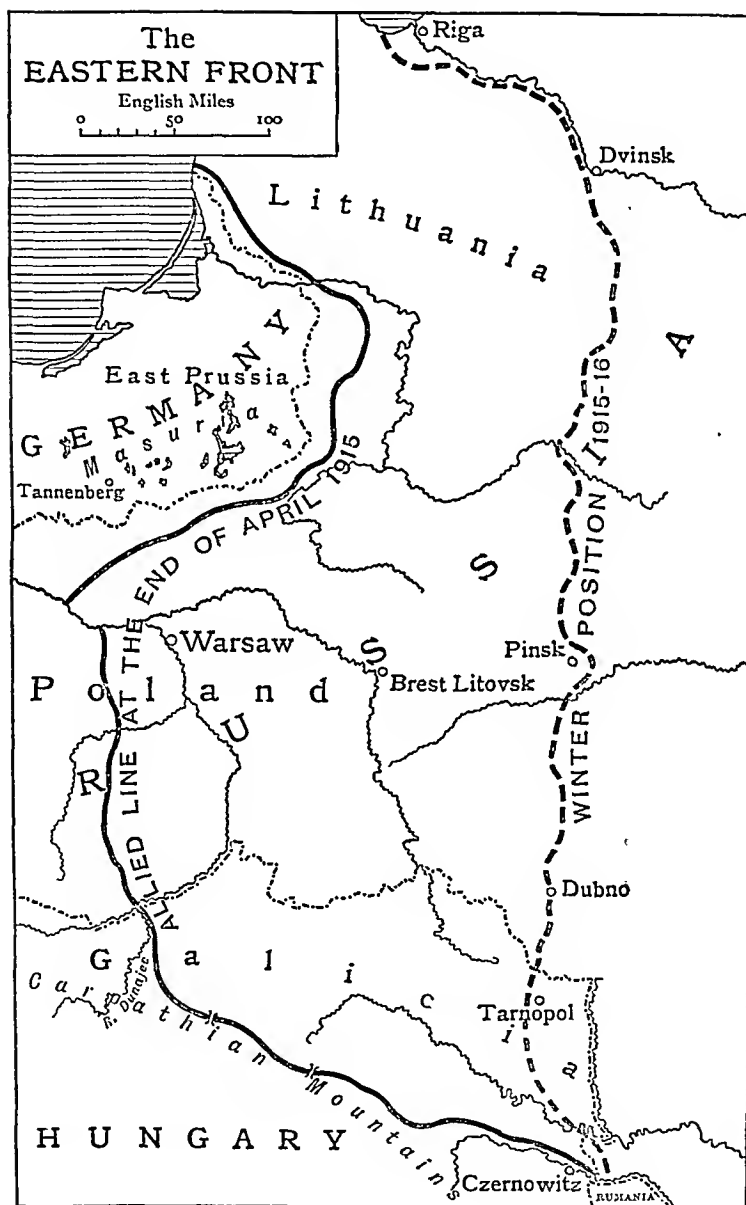 The
EASTERN FRONT
English Miles
0 50 100
Riga
Dvinsk
Lithuania
GERMANY
East Prussia
Masuria
Tannenberg
ALLIED LINE AT THE END OF APRIL 1915
WINTER POSITION 1915-16
RUSSIA
Warsaw
Poland
Brest Litovsk
Pinsk
Dubno
Galicia
Tarnopol
R. Dunajec
Carpathian Mountains
HUNGARY
Czernowitz
RUMANIA